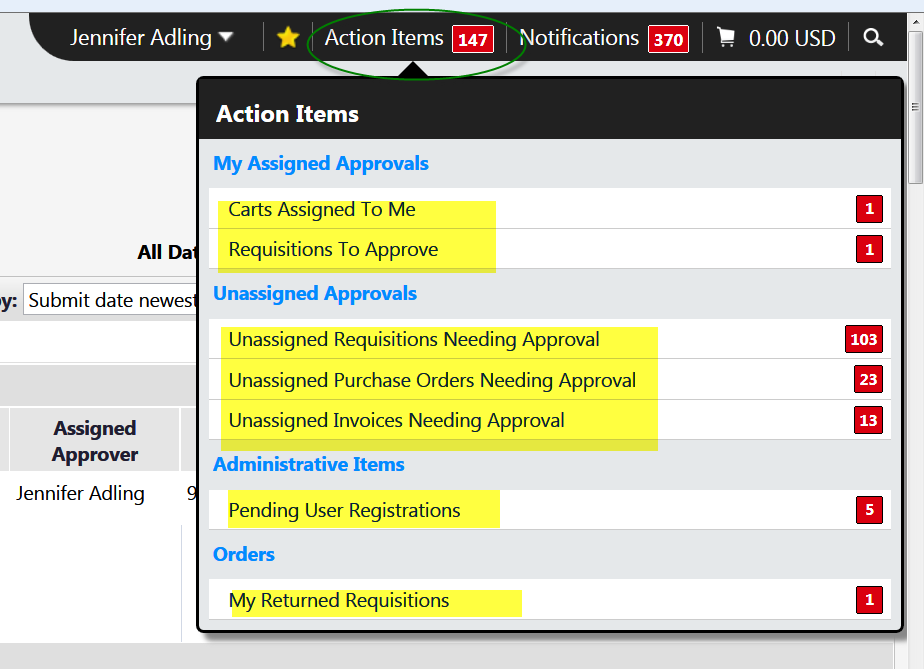 Jennifer Adling Action Items 147 Notifications 370 0.00 USD
Action Items
My Assigned Approvals
Carts Assigned To Me 1
Requisitions To Approve 1
Unassigned Approvals
Unassigned Requisitions Needing Approval 103
Unassigned Purchase Orders Needing Approval 23
Unassigned Invoices Needing Approval 13
Administrative Items
Pending User Registrations 5
Orders
My Returned Requisitions 1
All Dat
y: Submit date newest
Assigned
Approver
Jennifer Adling 9